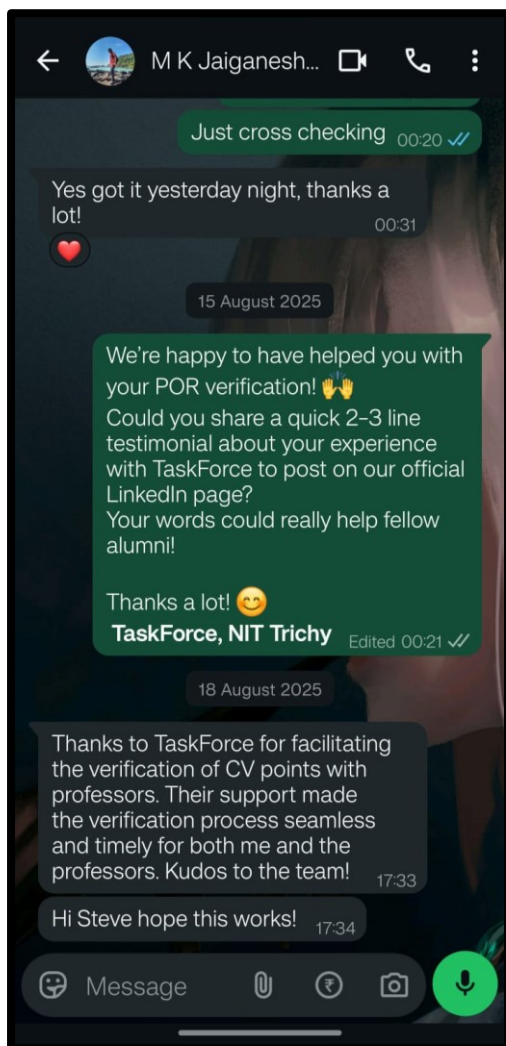 M K Jaiganesh...
Just cross checking 00:20
Yes got it yesterday night, thanks a
lot!
00:31
15 August 2025
We're happy to have helped you with
your POR verification! 🙌
Could you share a quick 2–3 line
testimonial about your experience
with TaskForce to post on our official
LinkedIn page?
Your words could really help fellow
alumni!
Thanks a lot! 😊
TaskForce, NIT Trichy Edited 00:21
18 August 2025
Thanks to TaskForce for facilitating
the verification of CV points with
professors. Their support made
the verification process seamless
and timely for both me and the
professors. Kudos to the team! 17:33
Hi Steve hope this works! 17:34
Message ₹